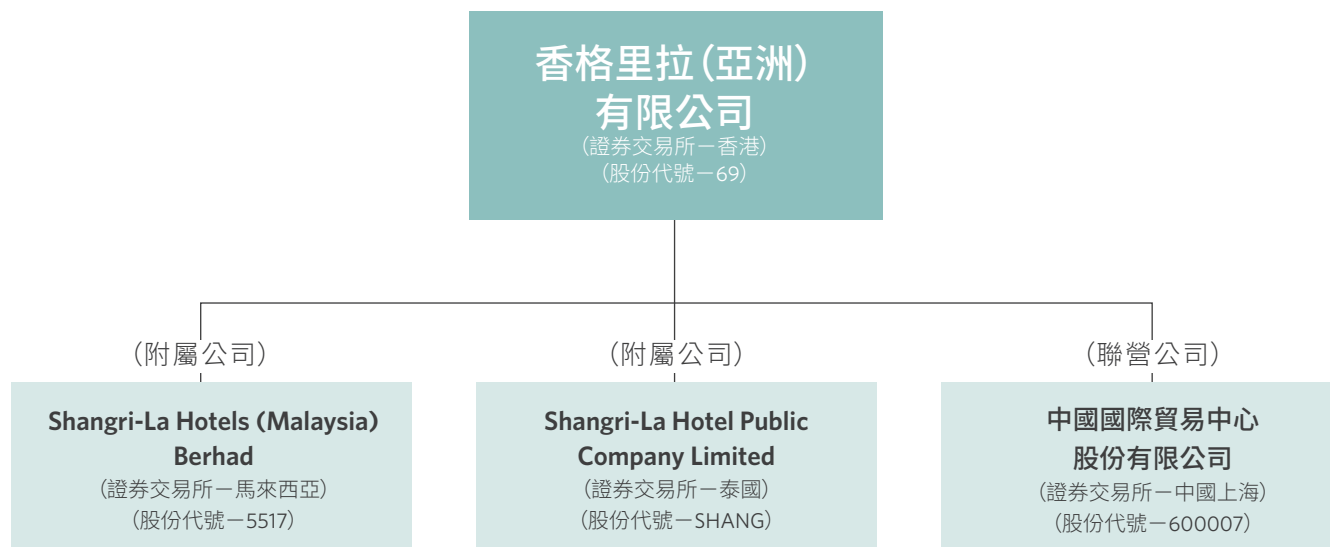 香格里拉(亞洲)
有限公司
(證券交易所－香港)
(股份代號－69)
(附屬公司)
(附屬公司)
(聯營公司)
Shangri-La Hotels (Malaysia)
Berhad
(證券交易所－馬來西亞)
(股份代號－5517)
Shangri-La Hotel Public
Company Limited
(證券交易所－泰國)
(股份代號－SHANG)
中國國際貿易中心
股份有限公司
(證券交易所－中國上海)
(股份代號－600007)